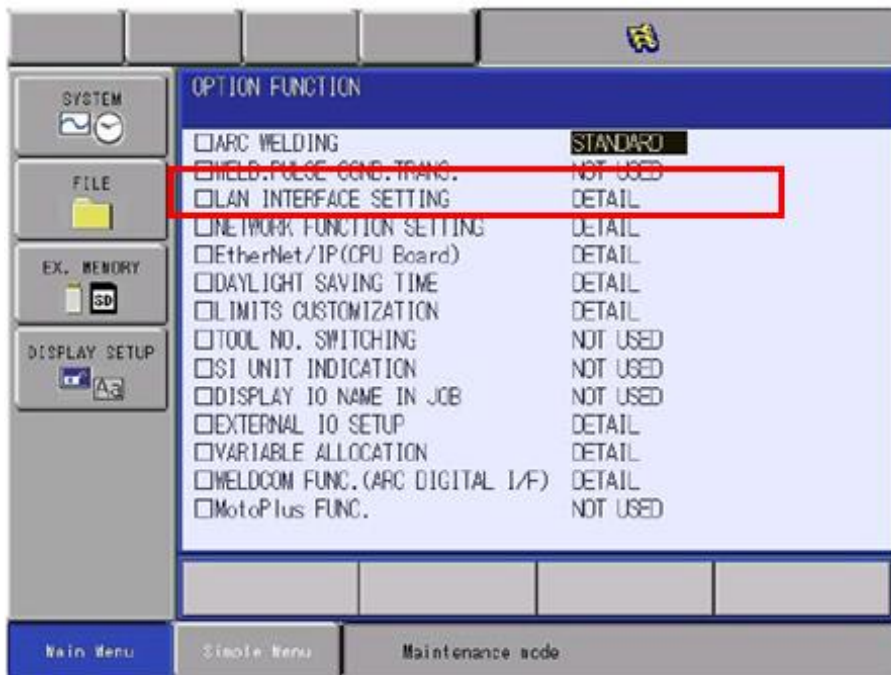 SYSTEM
FILE
EX. MEMORY
SD
DISPLAY SETUP
Aa
OPTION FUNCTION
ARC WELDING STANDARD
WELD.PULSE COND.TRANS. NOT USED
LAN INTERFACE SETTING DETAIL
NETWORK FUNCTION SETTING DETAIL
EtherNet/IP(CPU Board) DETAIL
DAYLIGHT SAVING TIME DETAIL
LIMITS CUSTOMIZATION DETAIL
TOOL NO. SWITCHING NOT USED
SI UNIT INDICATION NOT USED
DISPLAY IO NAME IN JOB NOT USED
EXTERNAL IO SETUP DETAIL
VARIABLE ALLOCATION DETAIL
WELDCOM FUNC.(ARC DIGITAL I/F) DETAIL
MotoPlus FUNC. NOT USED
Main Menu
Simple Menu
Maintenance mode